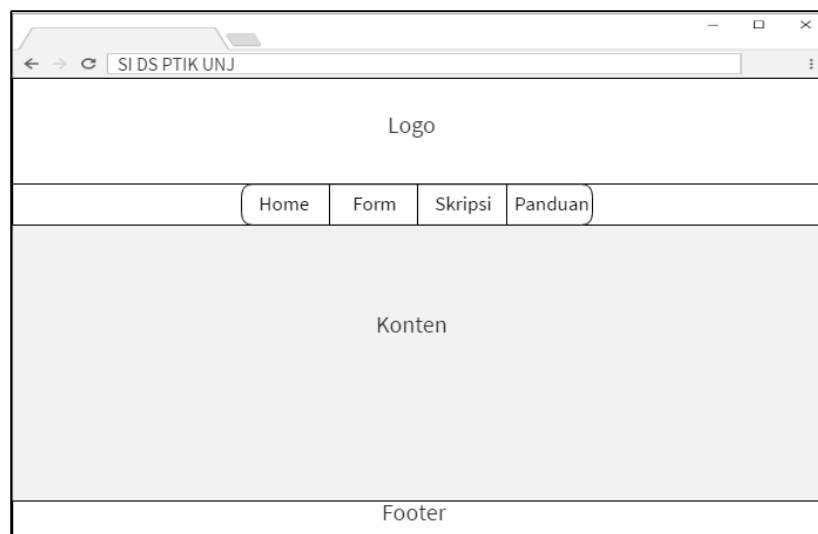 SI DS PTIK UNJ
Logo
Home Form Skripsi Panduan
Konten
Footer